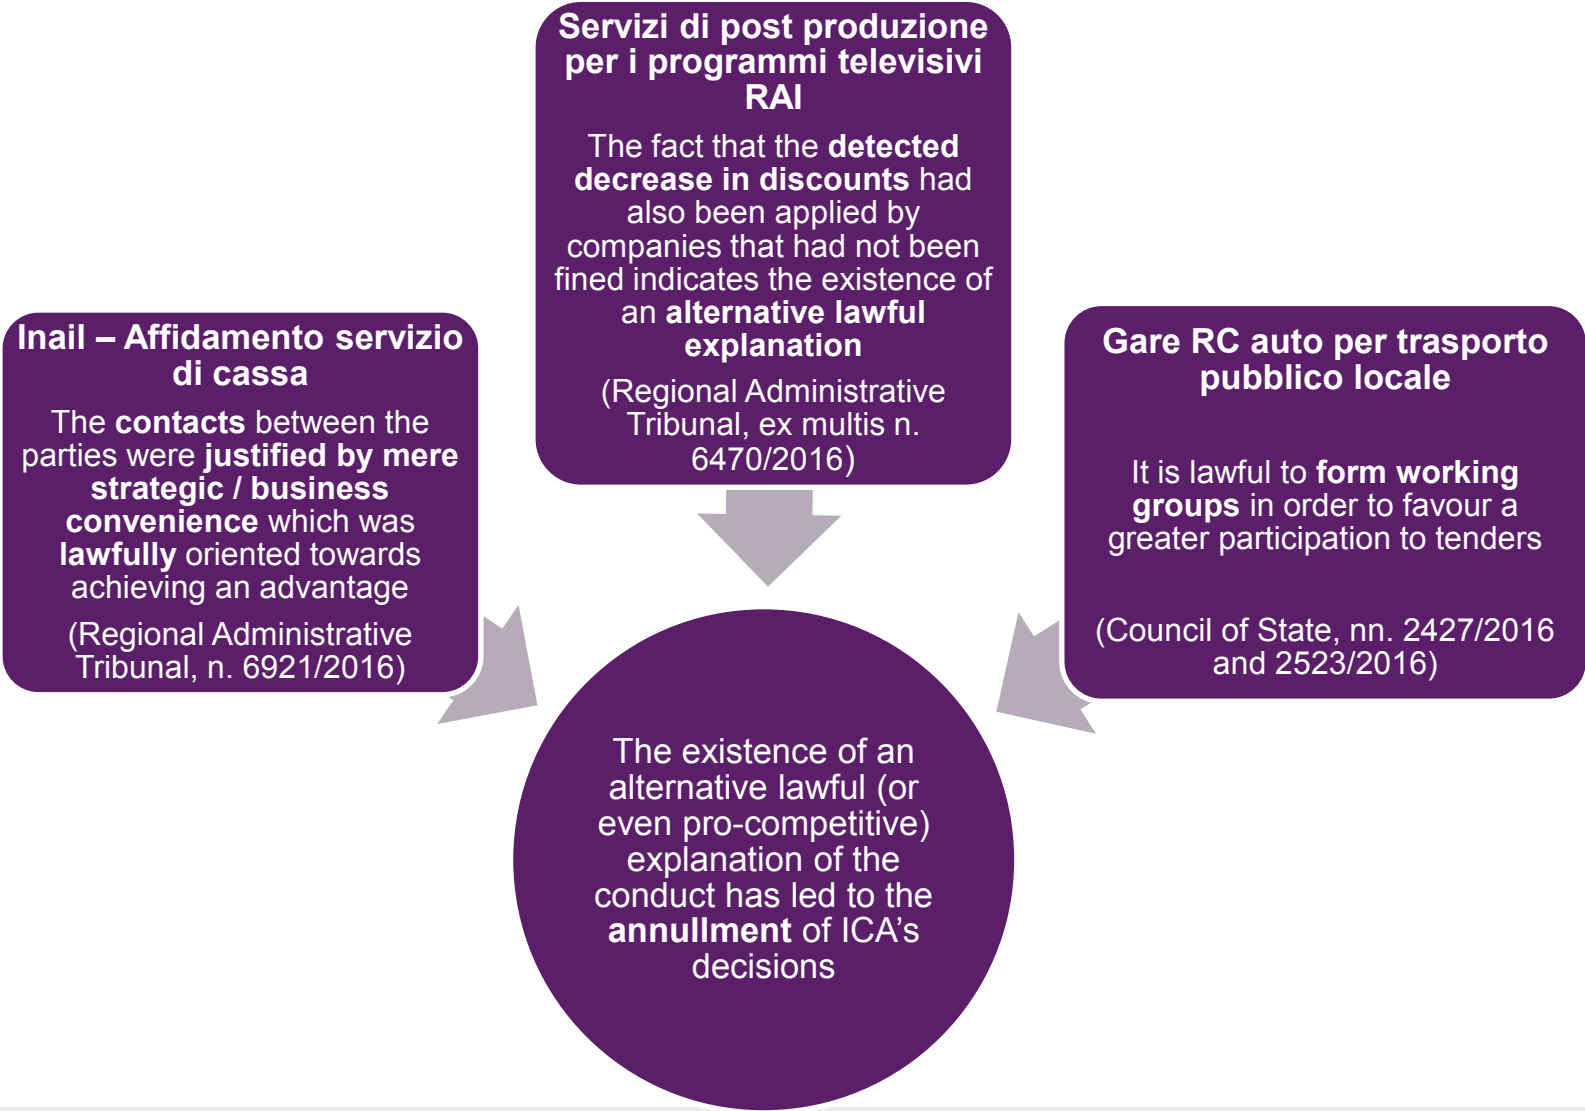 Servizi di post produzione
per i programmi televisivi
RAI
The fact that the detected
decrease in discounts had
also been applied by
companies that had not been
fined indicates the existence of
an alternative lawful
explanation
(Regional Administrative
Tribunal, ex multis n.
6470/2016)
Inail – Affidamento servizio
di cassa
The contacts between the
parties were justified by mere
strategic / business
convenience which was
lawfully oriented towards
achieving an advantage
(Regional Administrative
Tribunal, n. 6921/2016)
Gare RC auto per trasporto
pubblico locale
It is lawful to form working
groups in order to favour a
greater participation to tenders
(Council of State, nn. 2427/2016
and 2523/2016)
The existence of an
alternative lawful (or
even pro-competitive)
explanation of the
conduct has led to the
annullment of ICA’s
decisions